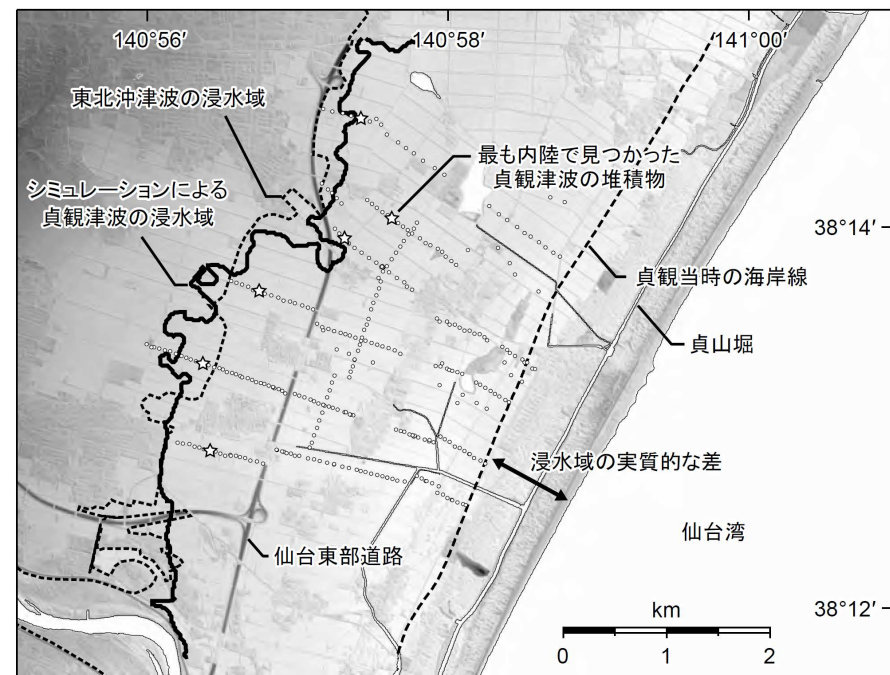 140°56′
140°58′
141°00′
東北沖津波の浸水域
シミュレーションによる
貞観津波の浸水域
最も内陸で見つかった
貞観津波の堆積物
38°14′
貞観当時の海岸線
貞山堀
浸水域の実質的な差
仙台湾
仙台東部道路
38°12′
km
0
1
2